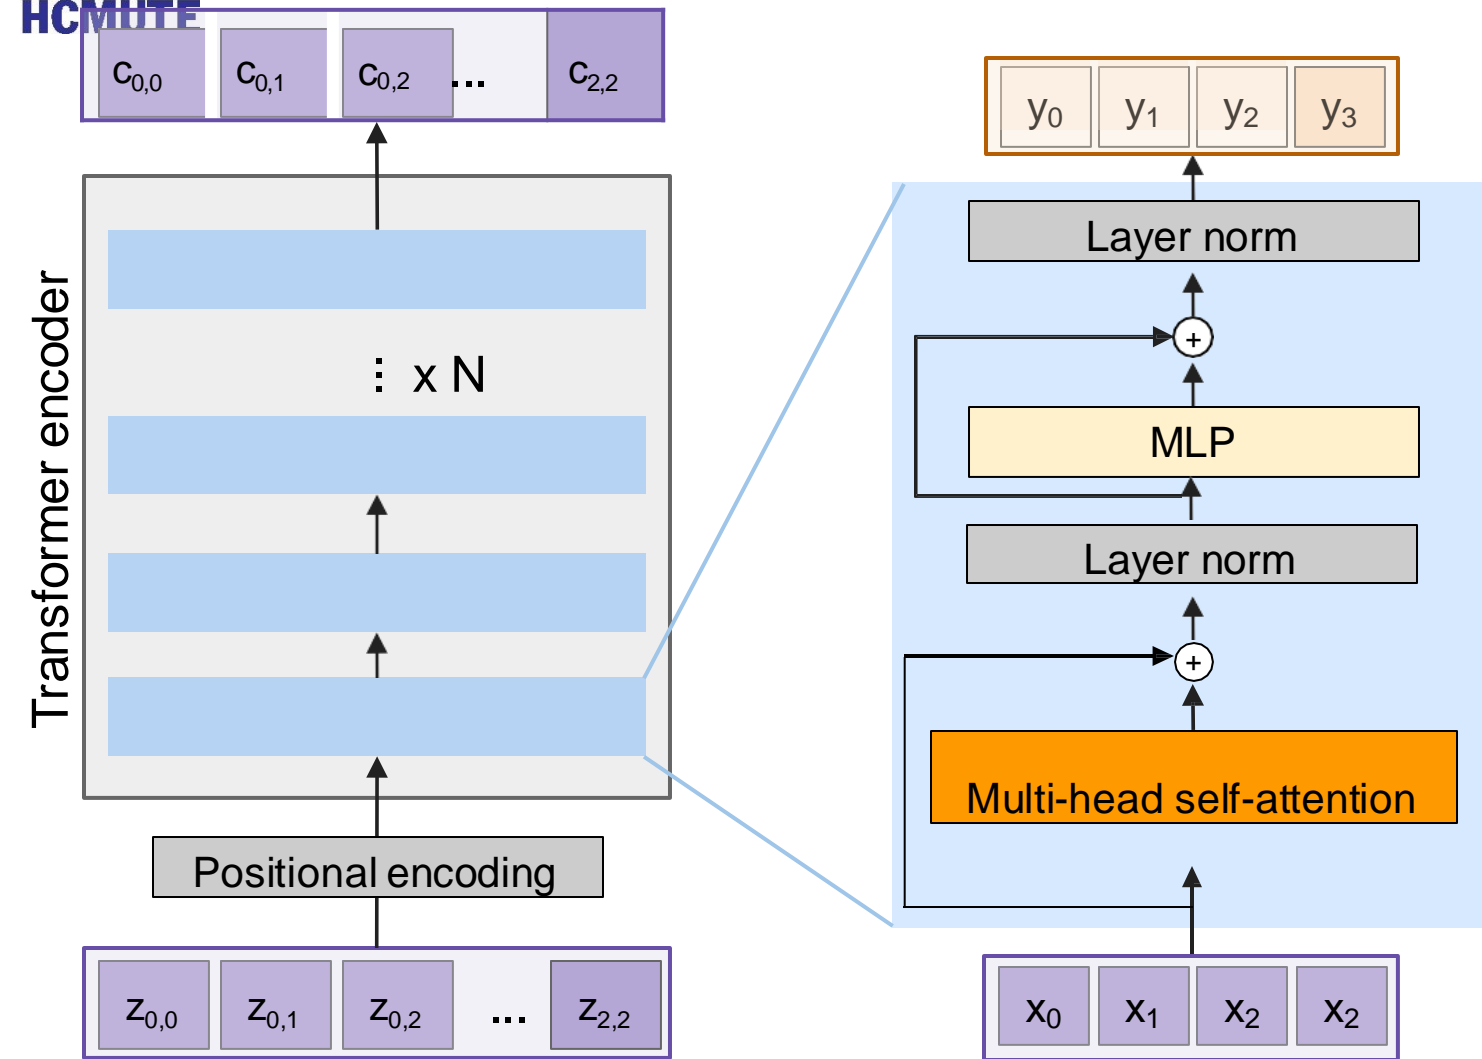 HCMUTE
c0,0 c0,1 c0,2 ... c2,2
Transformer encoder
⋮ x N
Positional encoding
z0,0 z0,1 z0,2 ... z2,2
y0 y1 y2 y3
Layer norm
+
MLP
Layer norm
+
Multi-head self-attention
x0 x1 x2 x2